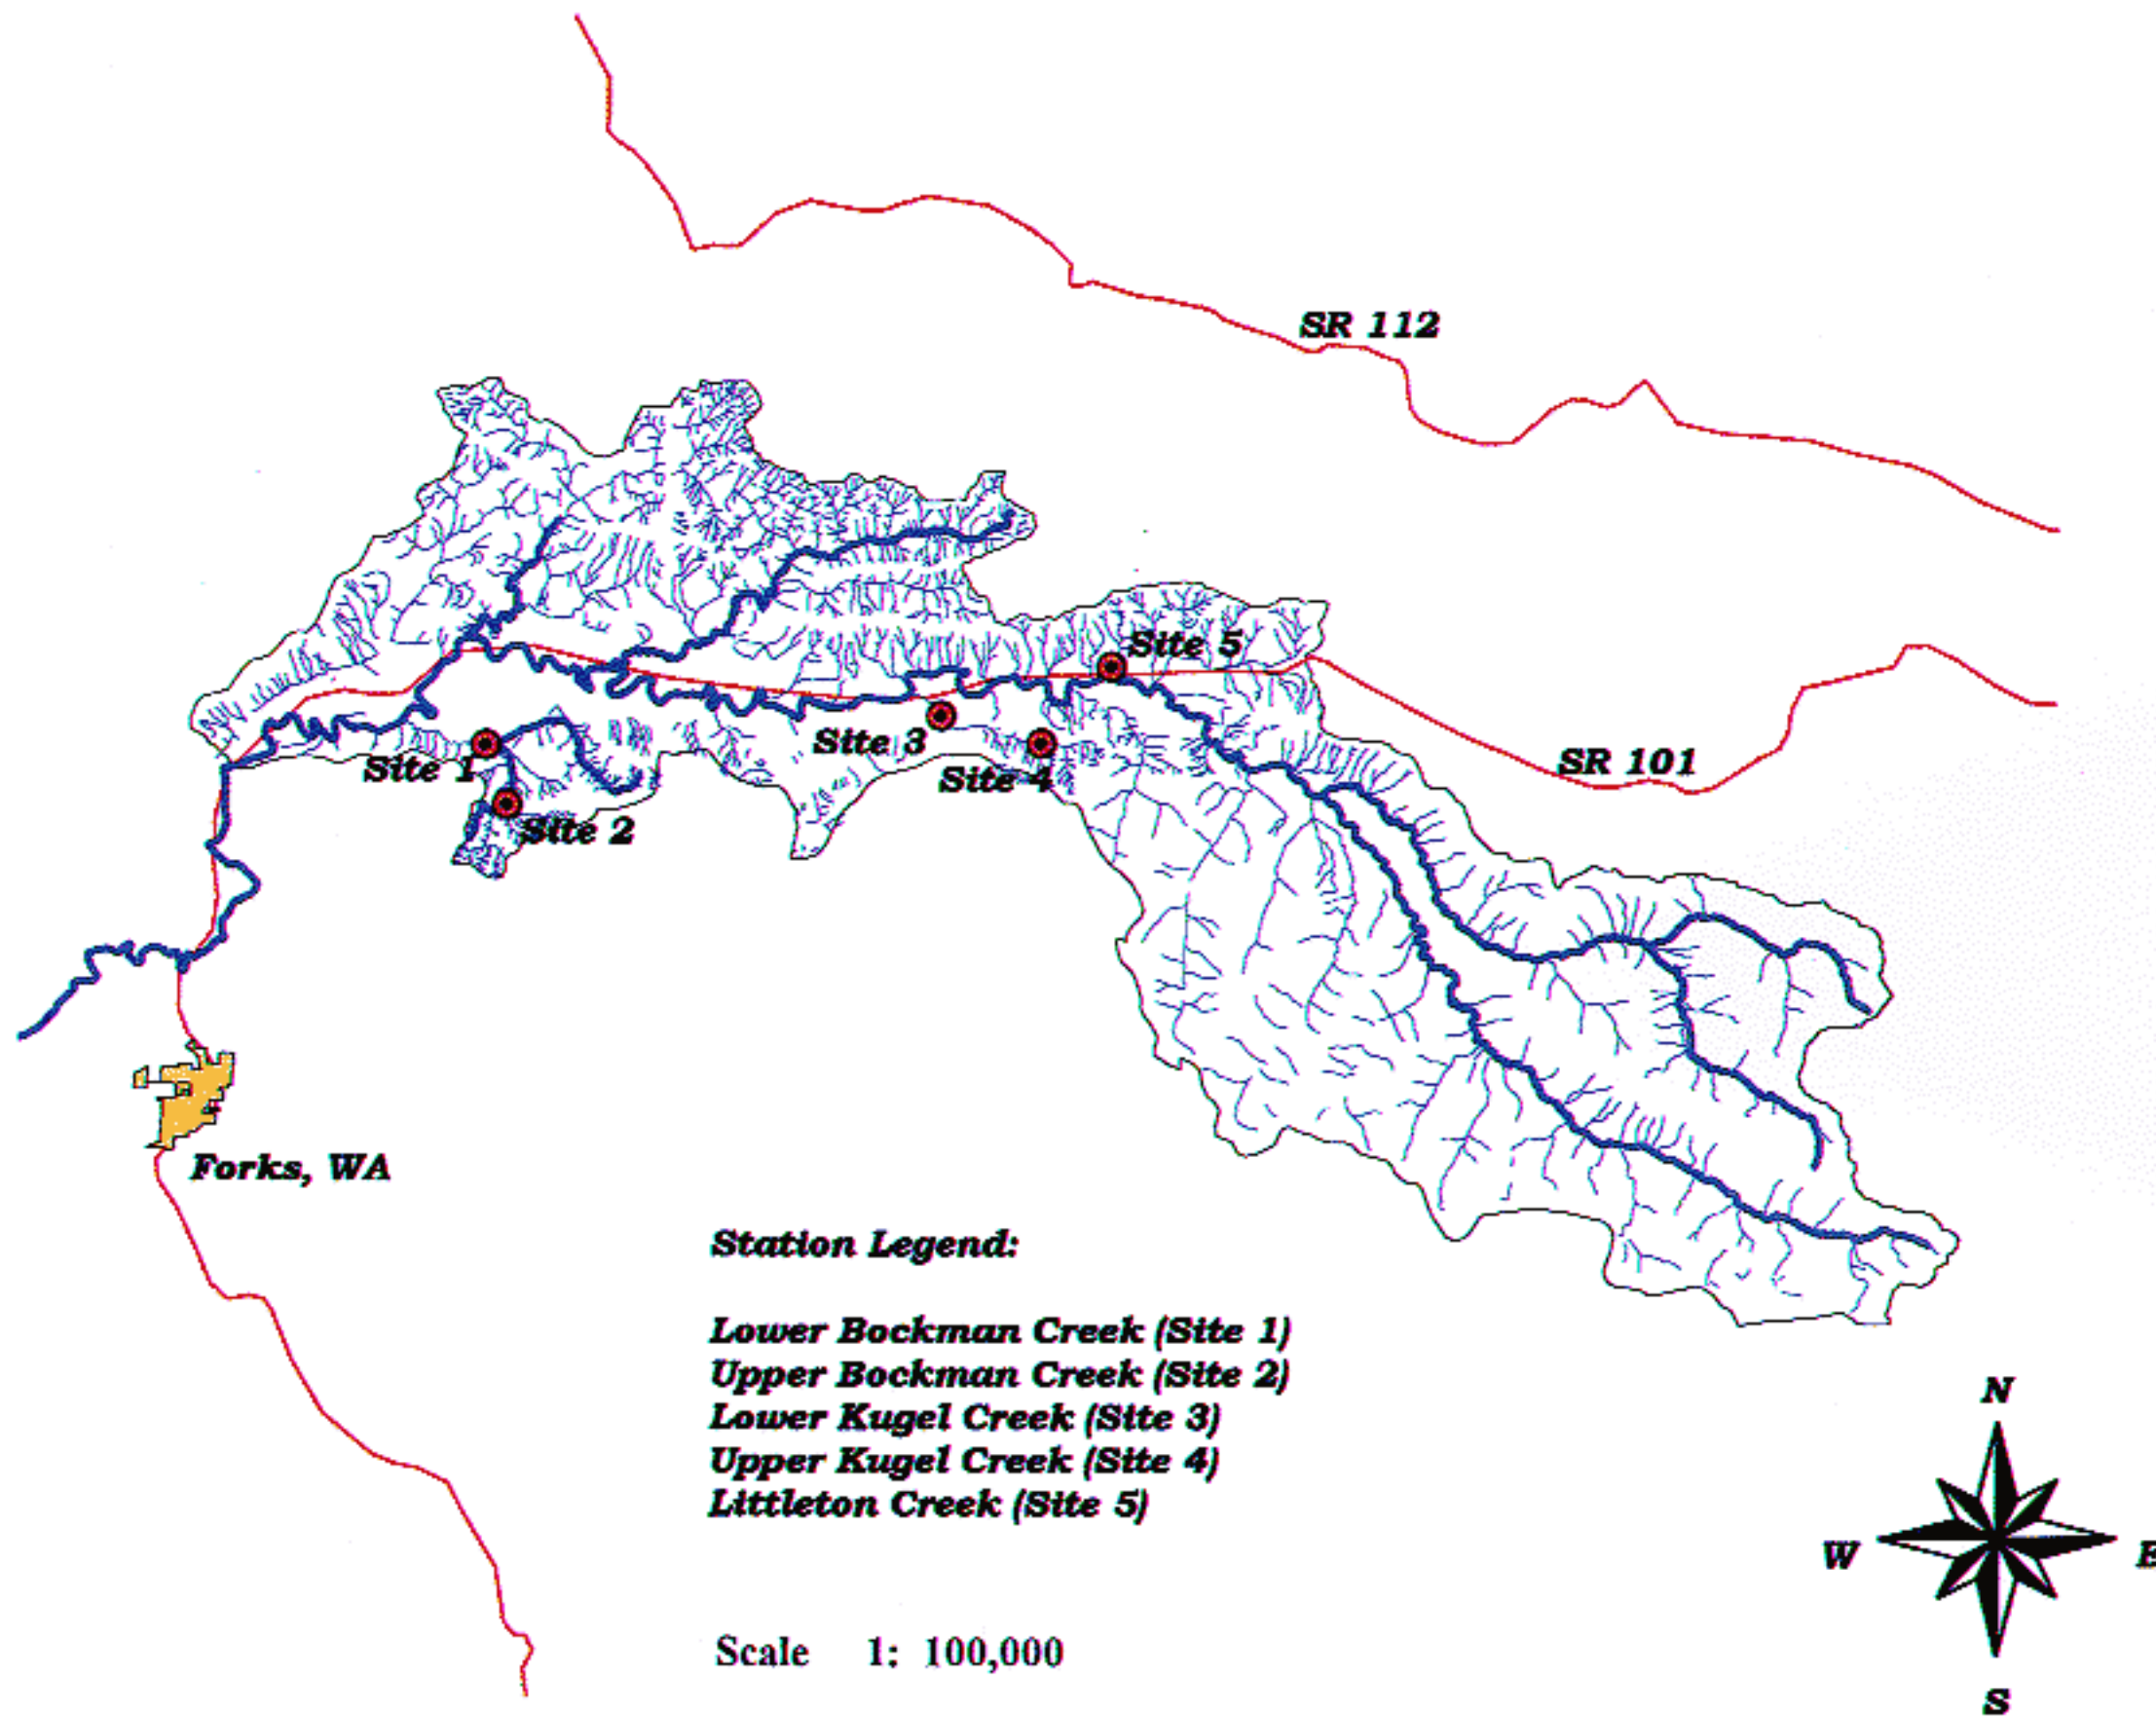 SR 112
Site 5
Site 3
Site 1
Site 4
SR 101
Site 2
Forks, WA
Station Legend:
Lower Bockman Creek (Site 1)
Upper Bockman Creek (Site 2)
Lower Kugel Creek (Site 3)
Upper Kugel Creek (Site 4)
Littleton Creek (Site 5)
N
W
E
S
Scale 1: 100,000